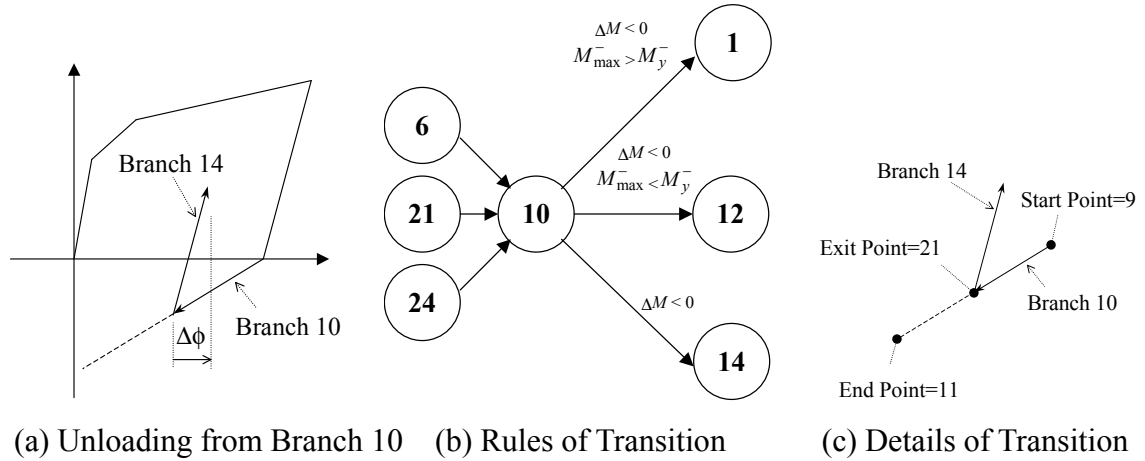 Branch 14
Branch 10
Δϕ
(a) Unloading from Branch 10
6
21
24
10
ΔM < 0
M⁻max > M⁻y
1
ΔM < 0
M⁻max < M⁻y
12
ΔM < 0
14
(b) Rules of Transition
Branch 14
Start Point=9
Exit Point=21
Branch 10
End Point=11
(c) Details of Transition